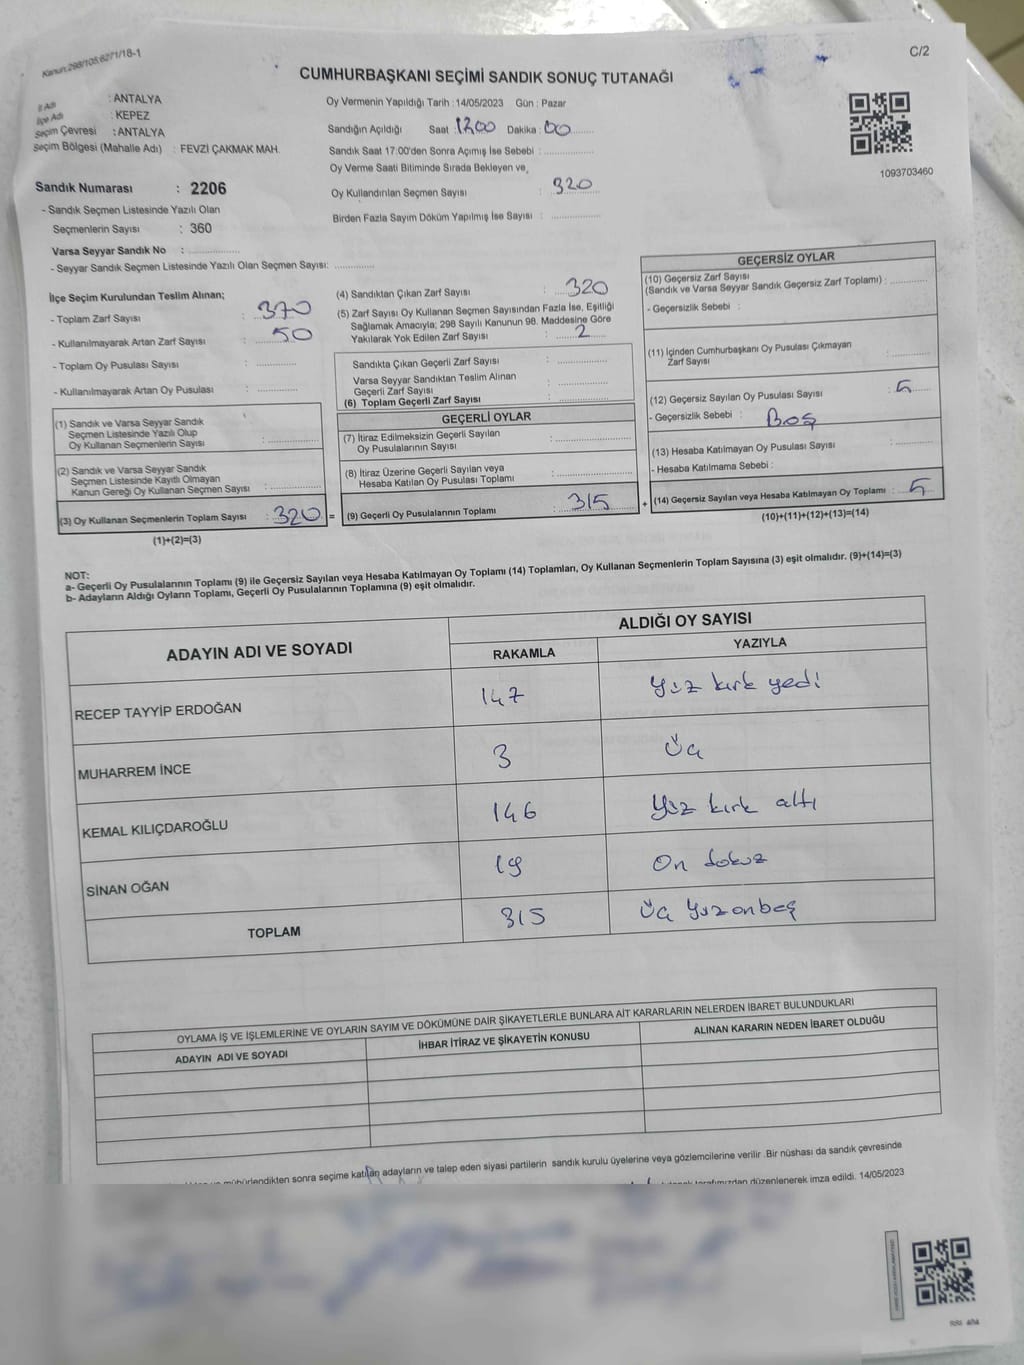 Kanun:298/105;6271/18-1
C/2
CUMHURBAŞKANI SEÇİMİ SANDIK SONUÇ TUTANAĞI
İl Adı : ANTALYA
İlçe Adı : KEPEZ
Seçim Çevresi : ANTALYA
Seçim Bölgesi (Mahalle Adı) : FEVZİ ÇAKMAK MAH.
Oy Vermenin Yapıldığı Tarih : 14/05/2023 Gün : Pazar
Sandığın Açıldığı Saat : 1200 Dakika : 00
Sandık Saat 17.00'den Sonra Açımış İse Sebebi :
Oy Verme Saati Bitiminde Sırada Bekleyen ve,
Oy Kullandırılan Seçmen Sayısı : 320
Birden Fazla Sayım Döküm Yapılmış İse Sayısı :
1093703460
Sandık Numarası : 2206
- Sandık Seçmen Listesinde Yazılı Olan
Seçmenlerin Sayısı : 360
Varsa Seyyar Sandık No :
- Seyyar Sandık Seçmen Listesinde Yazılı Olan Seçmen Sayısı:
İlçe Seçim Kurulundan Teslim Alınan;
- Toplam Zarf Sayısı : 370
- Kullanılmayarak Artan Zarf Sayısı : 50
- Toplam Oy Pusulası Sayısı :
- Kullanılmayarak Artan Oy Pusulası :
(1) Sandık ve Varsa Seyyar Sandık
Seçmen Listesinde Yazılı Olup
Oy Kullanan Seçmenlerin Sayısı :
(2) Sandık ve Varsa Seyyar Sandık
Seçmen Listesinde Kayıtlı Olmayan
Kanun Gereği Oy Kullanan Seçmen Sayısı :
(3) Oy Kullanan Seçmenlerin Toplam Sayısı : 320 =
(1)+(2)=(3)
(4) Sandıktan Çıkan Zarf Sayısı : 320
(5) Zarf Sayısı Oy Kullanan Seçmen Sayısından Fazla İse, Eşitliği
Sağlamak Amacıyla; 298 Sayılı Kanunun 98. Maddesine Göre
Yakılarak Yok Edilen Zarf Sayısı : 2
Sandıkta Çıkan Geçerli Zarf Sayısı :
Varsa Seyyar Sandıktan Teslim Alınan
Geçerli Zarf Sayısı :
(6) Toplam Geçerli Zarf Sayısı :
GEÇERLİ OYLAR
(7) İtiraz Edilmeksizin Geçerli Sayılan
Oy Pusulalarının Sayısı :
(8) İtiraz Üzerine Geçerli Sayılan veya
Hesaba Katılan Oy Pusulası Toplamı :
(9) Geçerli Oy Pusulalarının Toplamı : 315 +
GEÇERSİZ OYLAR
(10) Geçersiz Zarf Sayısı
(Sandık ve Varsa Seyyar Sandık Geçersiz Zarf Toplamı) :
- Geçersizlik Sebebi :
(11) İçinden Cumhurbaşkanı Oy Pusulası Çıkmayan
Zarf Sayısı :
(12) Geçersiz Sayılan Oy Pusulası Sayısı : 5
- Geçersizlik Sebebi : Boş
(13) Hesaba Katılmayan Oy Pusulası Sayısı :
- Hesaba Katılmama Sebebi :
(14) Geçersiz Sayılan veya Hesaba Katılmayan Oy Toplamı : 5
(10)+(11)+(12)+(13)=(14)
NOT:
a- Geçerli Oy Pusulalarının Toplamı (9) ile Geçersiz Sayılan veya Hesaba Katılmayan Oy Toplamı (14) Toplamları, Oy Kullanan Seçmenlerin Toplam Sayısına (3) eşit olmalıdır. (9)+(14)=(3)
b- Adayların Aldığı Oyların Toplamı, Geçerli Oy Pusulalarının Toplamına (9) eşit olmalıdır.
ADAYIN ADI VE SOYADI ALDIĞI OY SAYISI
RAKAMLA YAZIYLA
RECEP TAYYİP ERDOĞAN 147 Yüz kırk yedi
MUHARREM İNCE 3 Üç
KEMAL KILIÇDAROĞLU 146 Yüz kırk altı
SİNAN OĞAN 19 On dokuz
TOPLAM 315 Üç Yüzonbeş
OYLAMA İŞ VE İŞLEMLERİNE VE OYLARIN SAYIM VE DÖKÜMÜNE DAİR ŞİKAYETLERLE BUNLARA AİT KARARLARIN NELERDEN İBARET BULUNDUKLARI
ADAYIN ADI VE SOYADI İHBAR İTİRAZ VE ŞİKAYETİN KONUSU ALINAN KARARIN NEDEN İBARET OLDUĞU
mühürlendikten sonra seçime katılan adayların ve talep eden siyasi partilerin sandık kurulu üyelerine veya gözlemcilerine verilir .Bir nüshası da sandık çevresinde
tarafımızdan düzenlenerek imza edildi. 14/05/2023